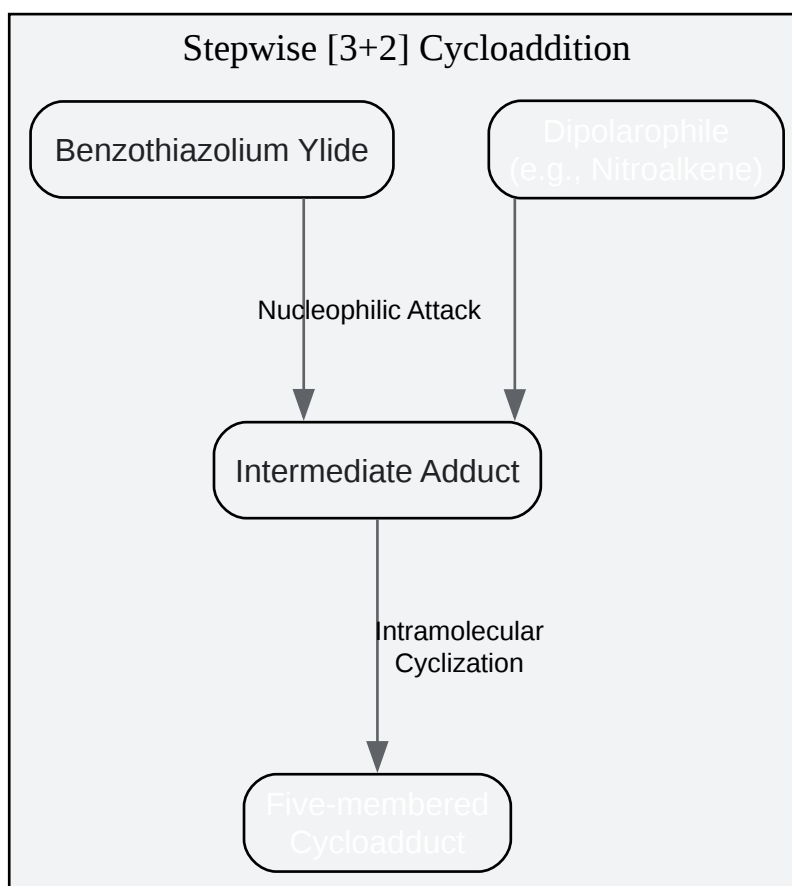 Stepwise [3+2] Cycloaddition
Benzothiazolium Ylide
Dipolarophile
(e.g., Nitroalkene)
Nucleophilic Attack
Intermediate Adduct
Intramolecular
Cyclization
Five-membered
Cycloadduct